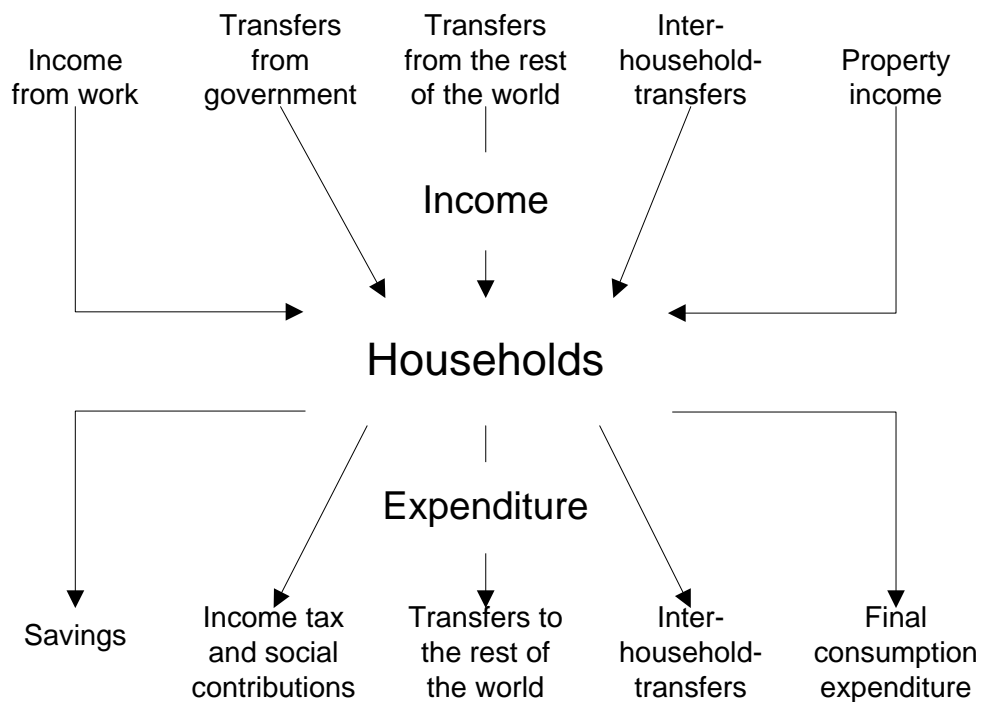 Income
from work
Transfers
from
government
Transfers
from the rest
of the world
Inter-
household-
transfers
Property
income
Income
Households
Expenditure
Savings
Income tax
and social
contributions
Transfers to
the rest of
the world
Inter-
household-
transfers
Final
consumption
expenditure